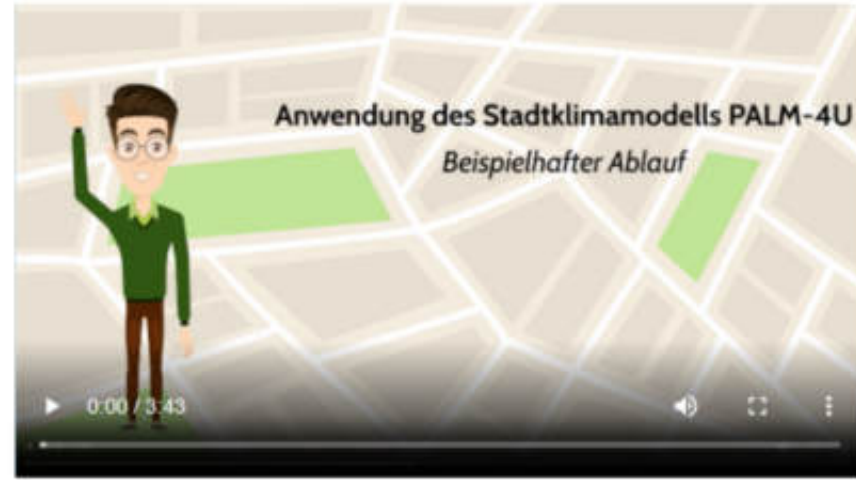 Anwendung des Stadtklimamodells PALM-4U
Beispielhafter Ablauf
0:00 / 3:43